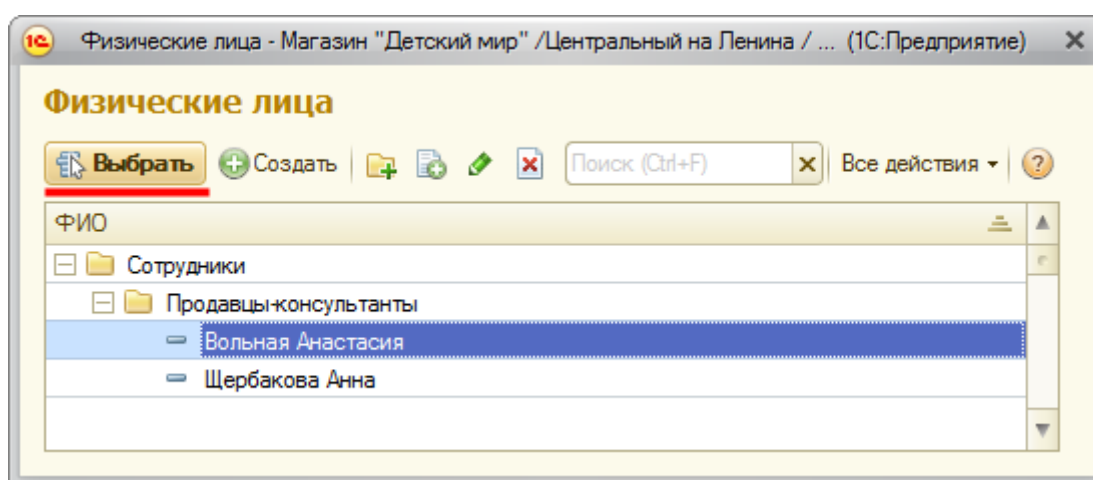 1С Физические лица - Магазин "Детский мир" /Центральный на Ленина / ... (1С:Предприятие)
Физические лица
Выбрать Создать Поиск (Ctrl+F) Все действия ?
ФИО
Сотрудники
Продавцы-консультанты
Вольная Анастасия
Щербакова Анна